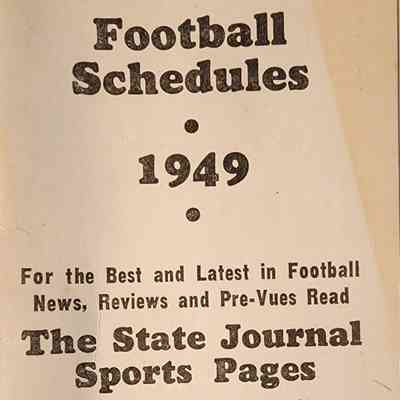 Football
Schedules
•
1949
•
For the Best and Latest in Football
News, Reviews and Pre-Vues Read
The State Journal
Sports Pages